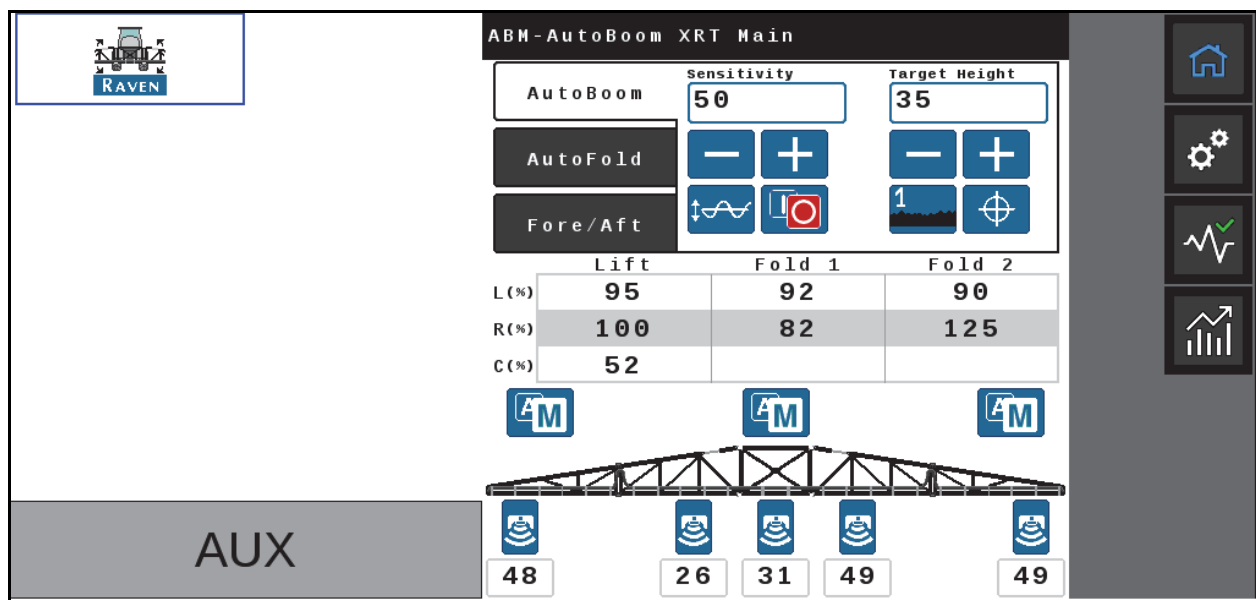 RAVEN
ABM-AutoBoom XRT Main
AutoBoom
Sensitivity
50
Target Height
35
AutoFold
1
Fore/Aft
Lift Fold 1 Fold 2
L(%) 95 92 90
R(%) 100 82 125
C(%) 52
A M A M A M
AUX
48 26 31 49 49